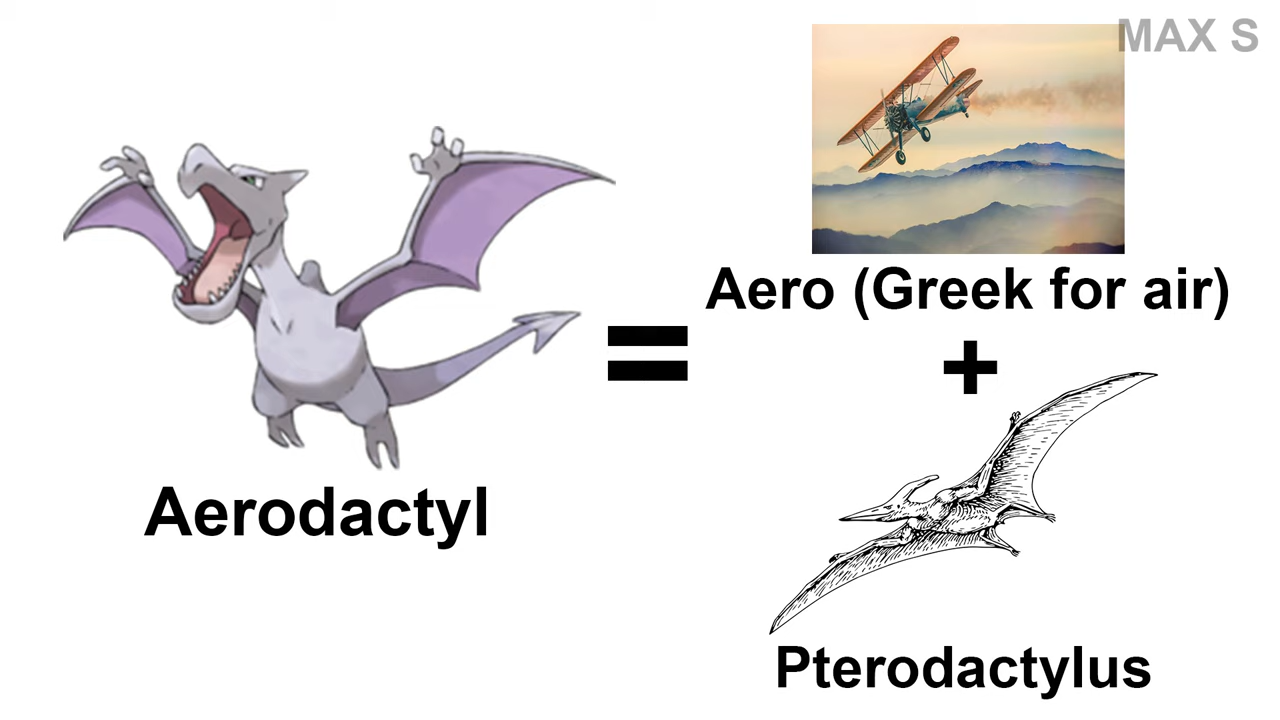 MAX S
Aero (Greek for air)
=
+
Aerodactyl
Pterodactylus